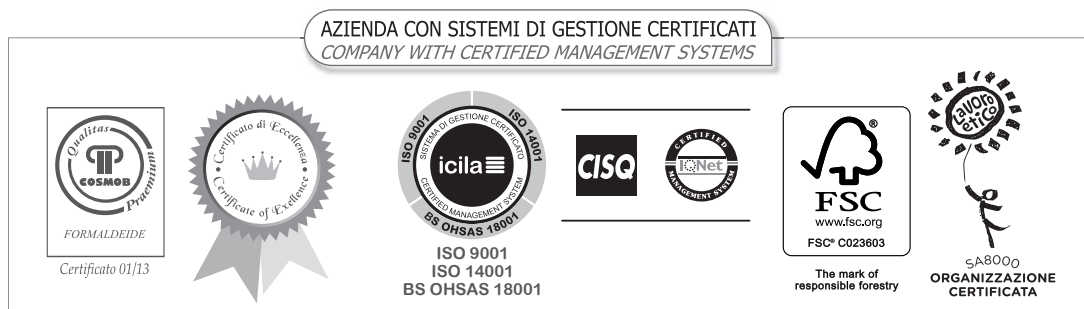 AZIENDA CON SISTEMI DI GESTIONE CERTIFICATI
COMPANY WITH CERTIFIED MANAGEMENT SYSTEMS
Qualitas
COSMOB
Praemium
FORMALDEIDE
Certificato 01/13
• Certificato di Eccellenza •
Certificate of Exellence
ISO 9001
ISO 14001
BS OHSAS 18001
SISTEMA DI GESTIONE CERTIFICATO
icila
CERTIFIED MANAGEMENT SYSTEM
ISO 9001
ISO 14001
BS OHSAS 18001
CISQ
CERTIFIED
IQNet
MANAGEMENT SYSTEM
®
FSC
www.fsc.org
FSC® C023603
The mark of
responsible forestry
Lavoro
etico
SA8000
ORGANIZZAZIONE
CERTIFICATA